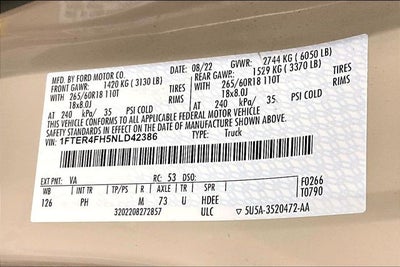 MFD. BY FORD MOTOR CO.
DATE: 08/22 GVWR: 2744 KG (6050 LB)
FRONT GAWR: 1420 KG (3130 LB) REAR GAWR: 1529 KG (3370 LB)
WITH 265/60R18 110T TIRES WITH 265/60R18 110T TIRES
18x8.0J RIMS 18x8.0J RIMS
AT 240 kPa/ 35 PSI COLD AT 240 kPa/ 35 PSI COLD
THIS VEHICLE CONFORMS TO ALL APPLICABLE FEDERAL MOTOR VEHICLE
SAFETY STANDARDS IN EFFECT ON THE DATE OF MANUFACTURE SHOWN ABOVE.
VIN: 1FTER4FH5NLD42386 TYPE: Truck
EXT PNT: VA RC: 53 DSO: F0266
WB INT TR TP/PS R AXLE TR SPR T0790
126 PH M 73 U HDEE
3202208272857 ULC 5U5A-3520472-AA